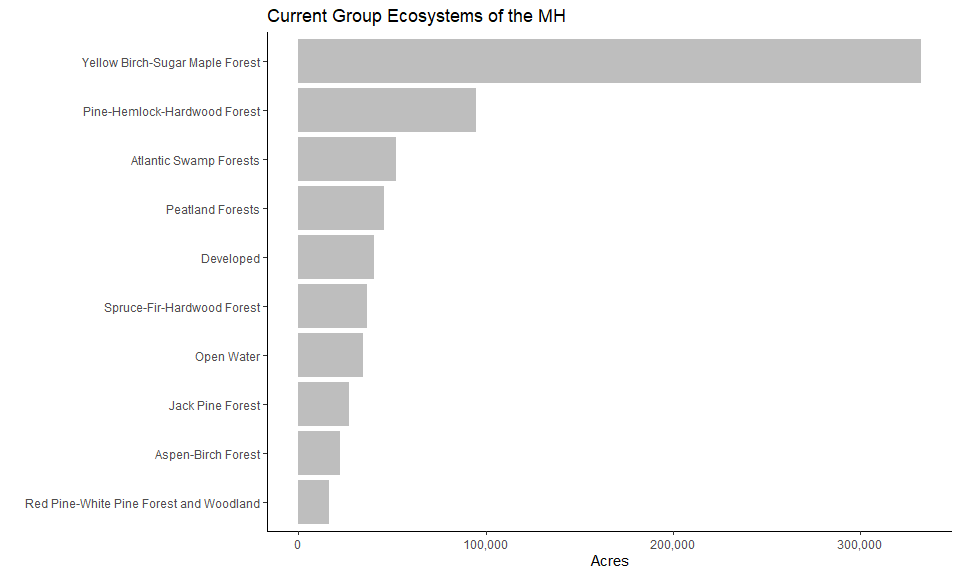 Current Group Ecosystems of the MH
Yellow Birch-Sugar Maple Forest
Pine-Hemlock-Hardwood Forest
Atlantic Swamp Forests
Peatland Forests
Developed
Spruce-Fir-Hardwood Forest
Open Water
Jack Pine Forest
Aspen-Birch Forest
Red Pine-White Pine Forest and Woodland
0 100,000 200,000 300,000
Acres